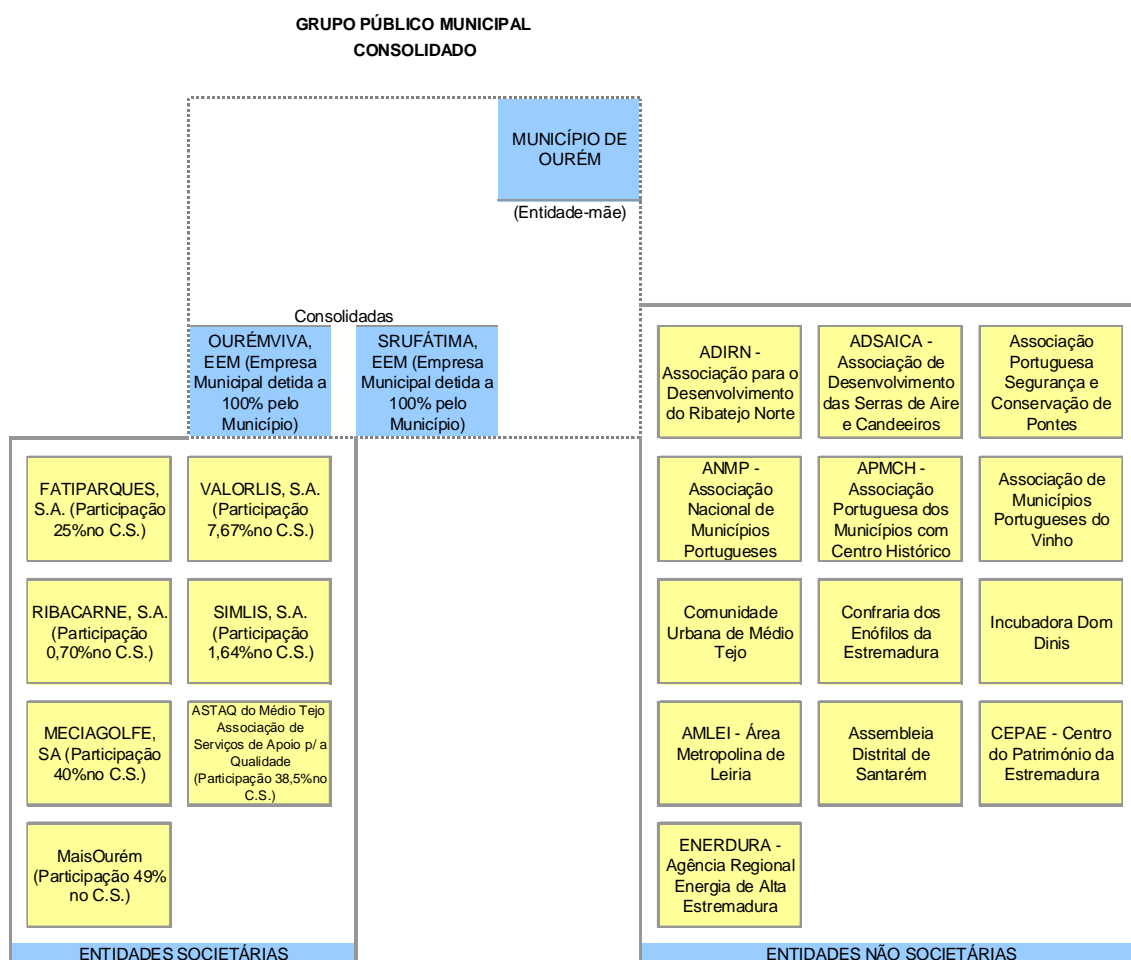 GRUPO PÚBLICO MUNICIPAL
CONSOLIDADO
MUNICÍPIO DE
OURÉM
(Entidade-mãe)
Consolidadas
OURÉMVIVA,
EEM (Empresa
Municipal detida a
100% pelo
Município)
SRUFÁTIMA,
EEM (Empresa
Municipal detida a
100% pelo
Município)
FATIPARQUES,
S.A. (Participação
25%no C.S.)
VALORLIS, S.A.
(Participação
7,67%no C.S.)
RIBACARNE, S.A.
(Participação
0,70%no C.S.)
SIMLIS, S.A.
(Participação
1,64%no C.S.)
MECIAGOLFE,
SA (Participação
40%no C.S.)
ASTAQ do Médio Tejo
Associação de
Serviços de Apoio p/ a
Qualidade
(Participação 38,5%no
C.S.)
MaisOurém
(Participação 49%
no C.S.)
ENTIDADES SOCIETÁRIAS
ADIRN -
Associação para o
Desenvolvimento
do Ribatejo Norte
ADSAICA -
Associação de
Desenvolvimento
das Serras de Aire
e Candeeiros
Associação
Portuguesa
Segurança e
Conservação de
Pontes
ANMP -
Associação
Nacional de
Municípios
Portugueses
APMCH -
Associação
Portuguesa dos
Municípios com
Centro Histórico
Associação de
Municípios
Portugueses do
Vinho
Comunidade
Urbana de Médio
Tejo
Confraria dos
Enófilos da
Estremadura
Incubadora Dom
Dinis
AMLEI - Área
Metropolina de
Leiria
Assembleia
Distrital de
Santarém
CEPAE - Centro
do Património da
Estremadura
ENERDURA -
Agência Regional
Energia de Alta
Estremadura
ENTIDADES NÃO SOCIETÁRIAS